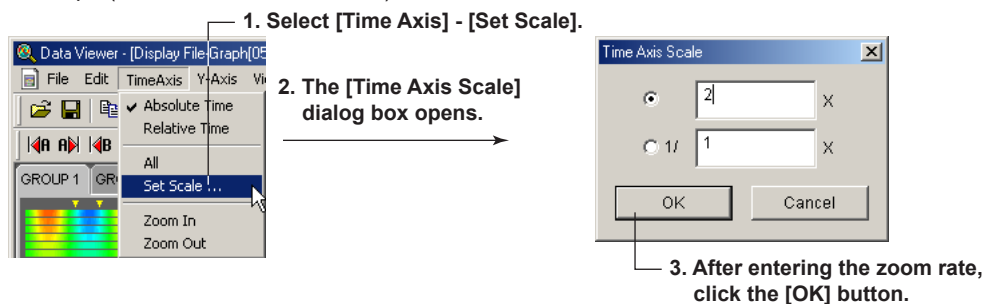 1. Select [Time Axis] - [Set Scale].
Data Viewer - [Display File-Graph[05
File Edit TimeAxis Y-Axis Vi
Absolute Time
Relative Time
All
Set Scale ...
Zoom In
Zoom Out
A A B
GROUP 1 GR
2. The [Time Axis Scale]
dialog box opens.
Time Axis Scale
2 X
1/ 1 X
OK Cancel
3. After entering the zoom rate,
click the [OK] button.